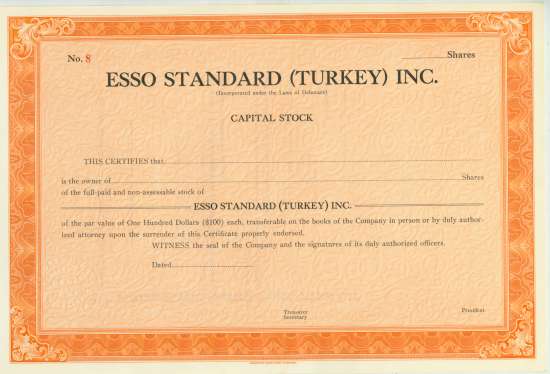 No. 8 Shares
ESSO STANDARD (TURKEY) INC.
(Incorporated under the Laws of Delaware)
CAPITAL STOCK
THIS CERTIFIES that
is the owner of Shares
of the full-paid and non-assessable stock of
ESSO STANDARD (TURKEY) INC.
of the par value of One Hundred Dollars ($100) each, transferable on the books of the Company in person or by duly author-
ized attorney upon the surrender of this Certificate properly endorsed.
WITNESS the seal of the Company and the signatures of its duly authorized officers.
Dated
Treasurer President
Secretary